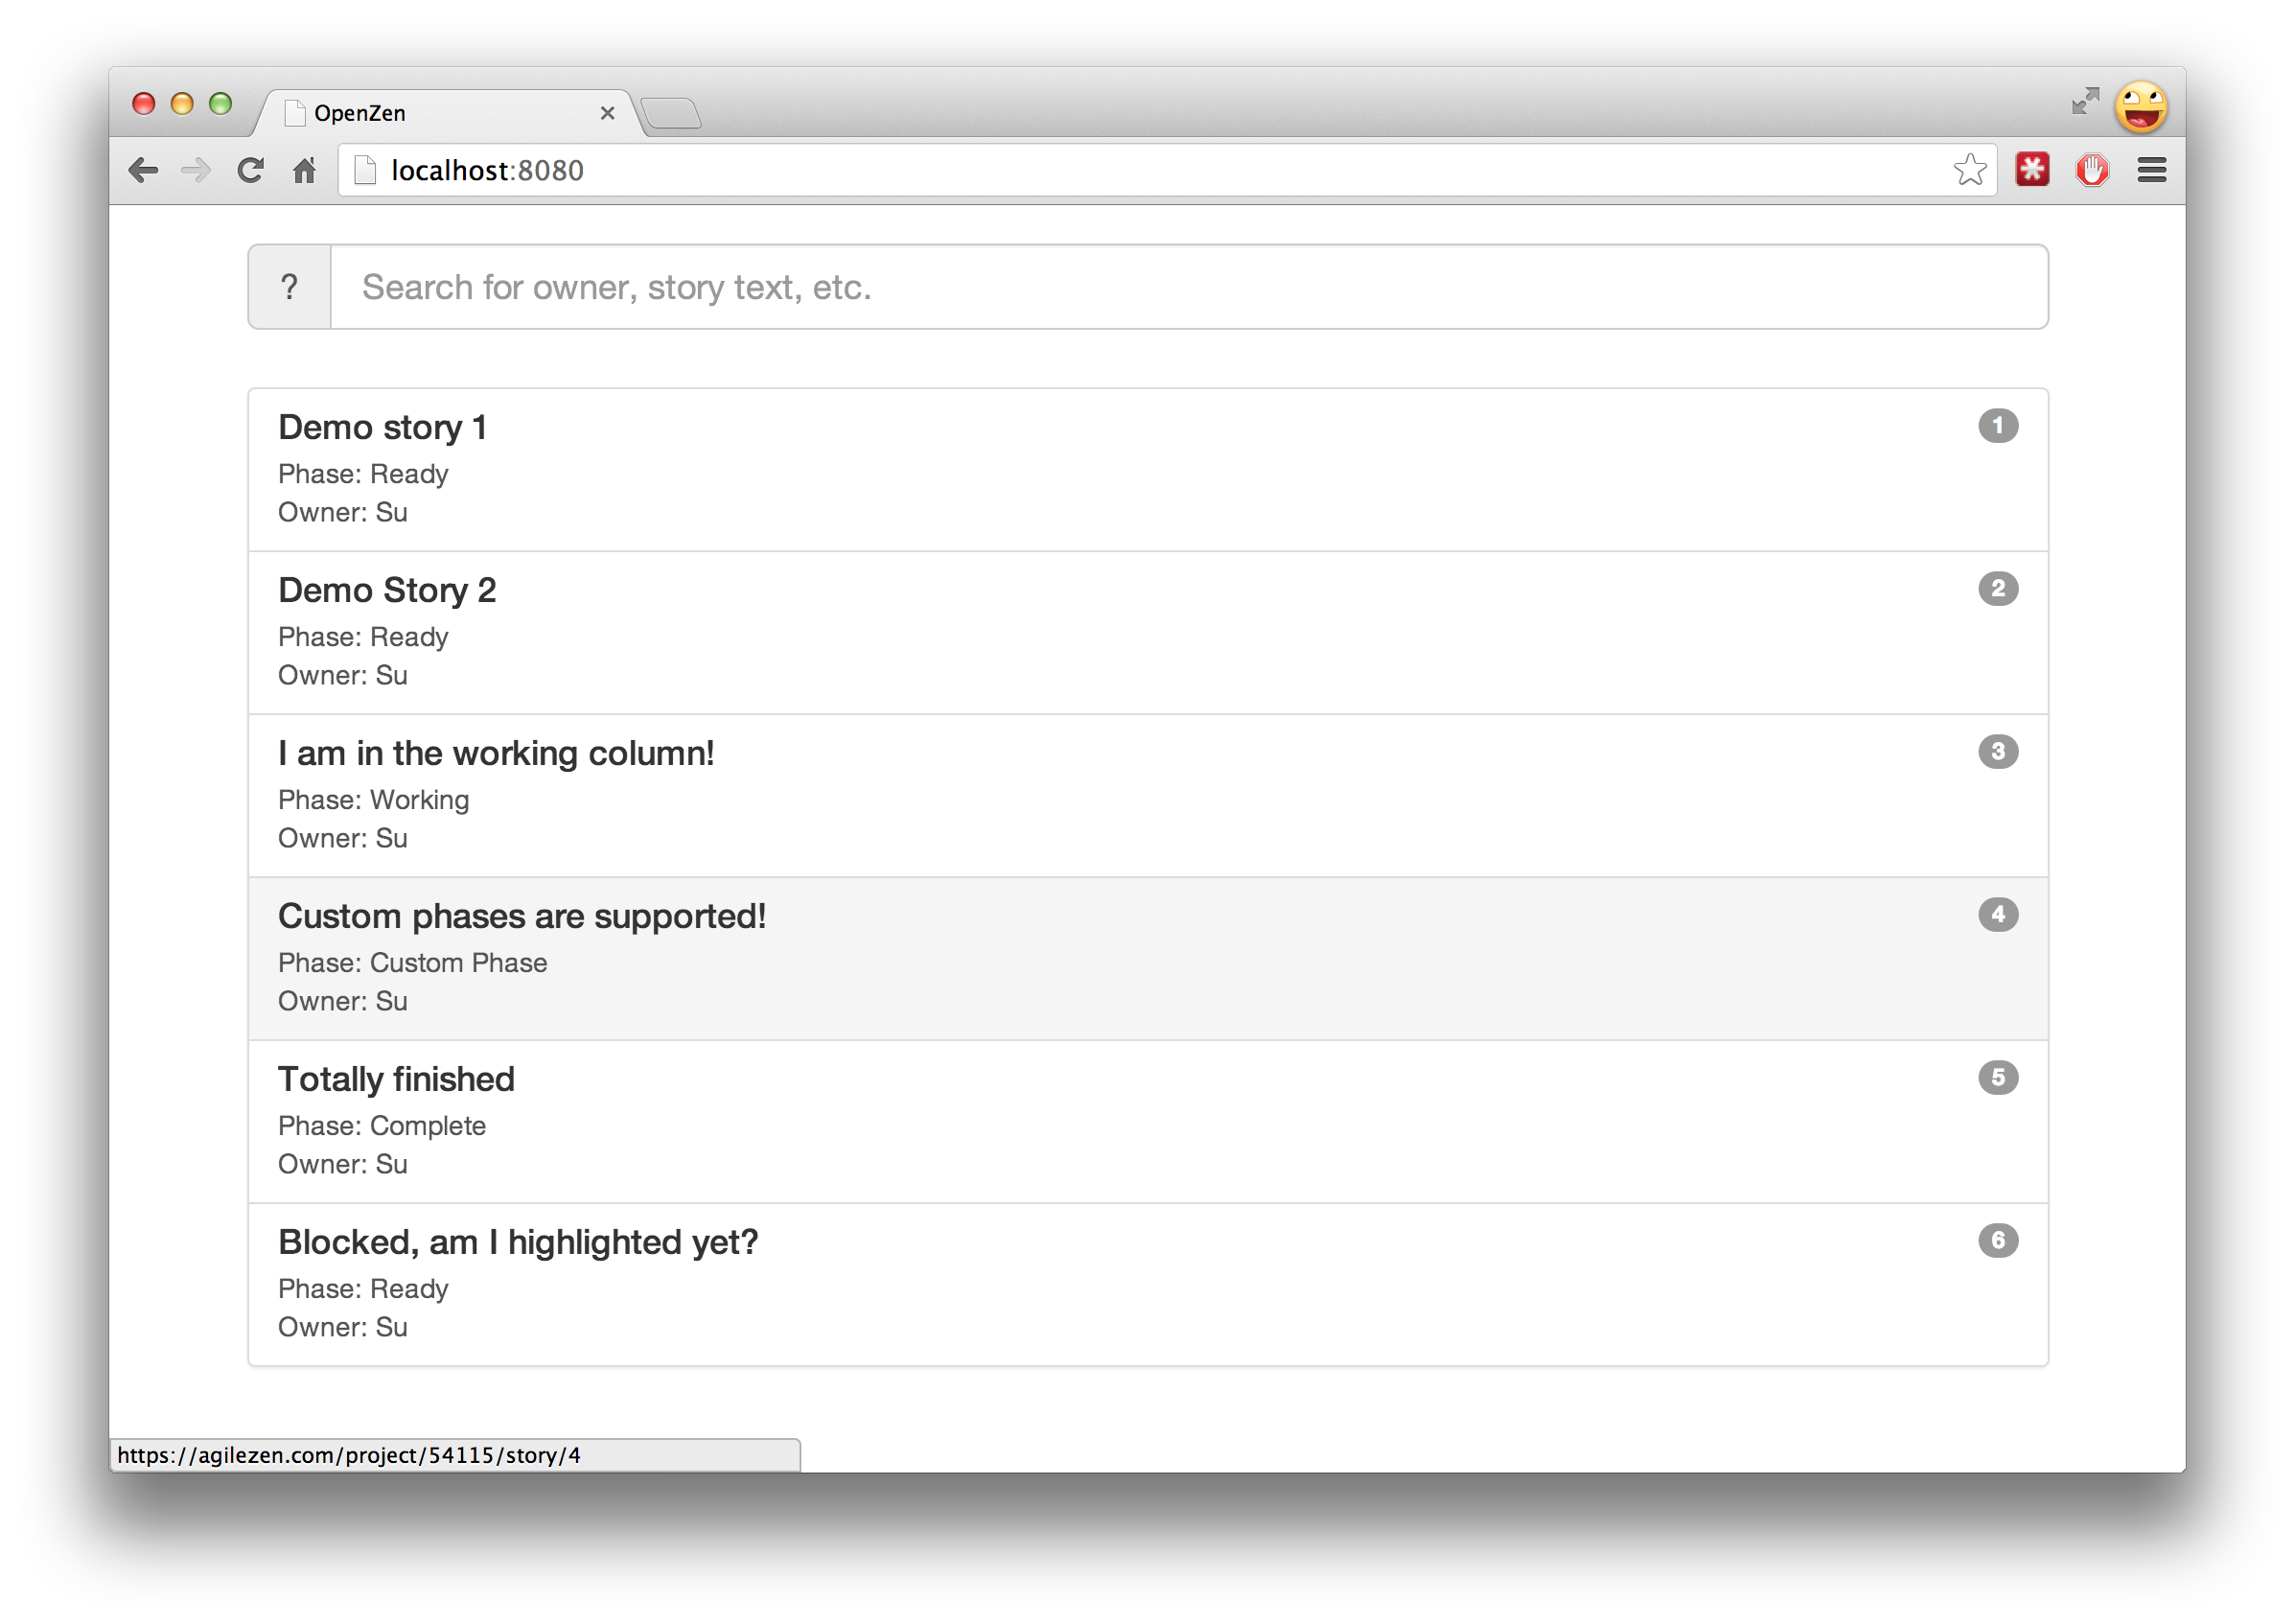 OpenZen
localhost:8080
?
Search for owner, story text, etc.
Demo story 1
1
Phase: Ready
Owner: Su
Demo Story 2
2
Phase: Ready
Owner: Su
I am in the working column!
3
Phase: Working
Owner: Su
Custom phases are supported!
4
Phase: Custom Phase
Owner: Su
Totally finished
5
Phase: Complete
Owner: Su
Blocked, am I highlighted yet?
6
Phase: Ready
Owner: Su
https://agilezen.com/project/54115/story/4